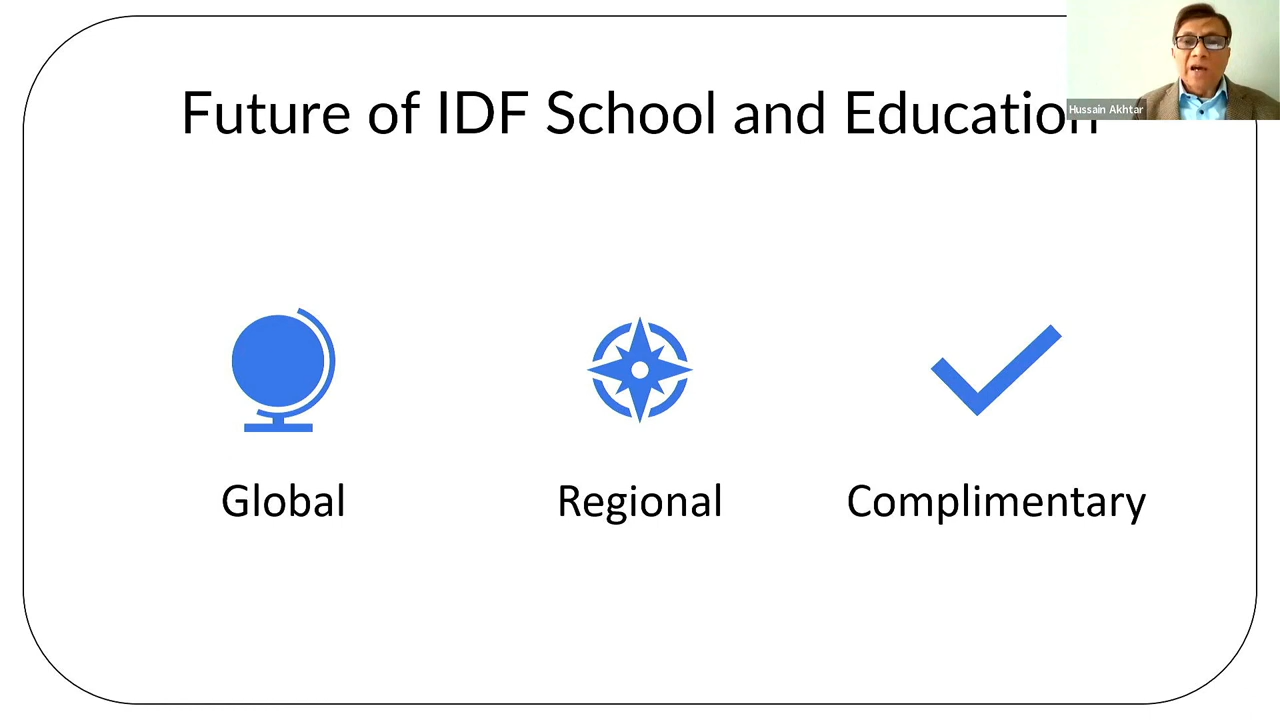 Future of IDF School and Education
Hussain Akhtar
Global
Regional
Complimentary